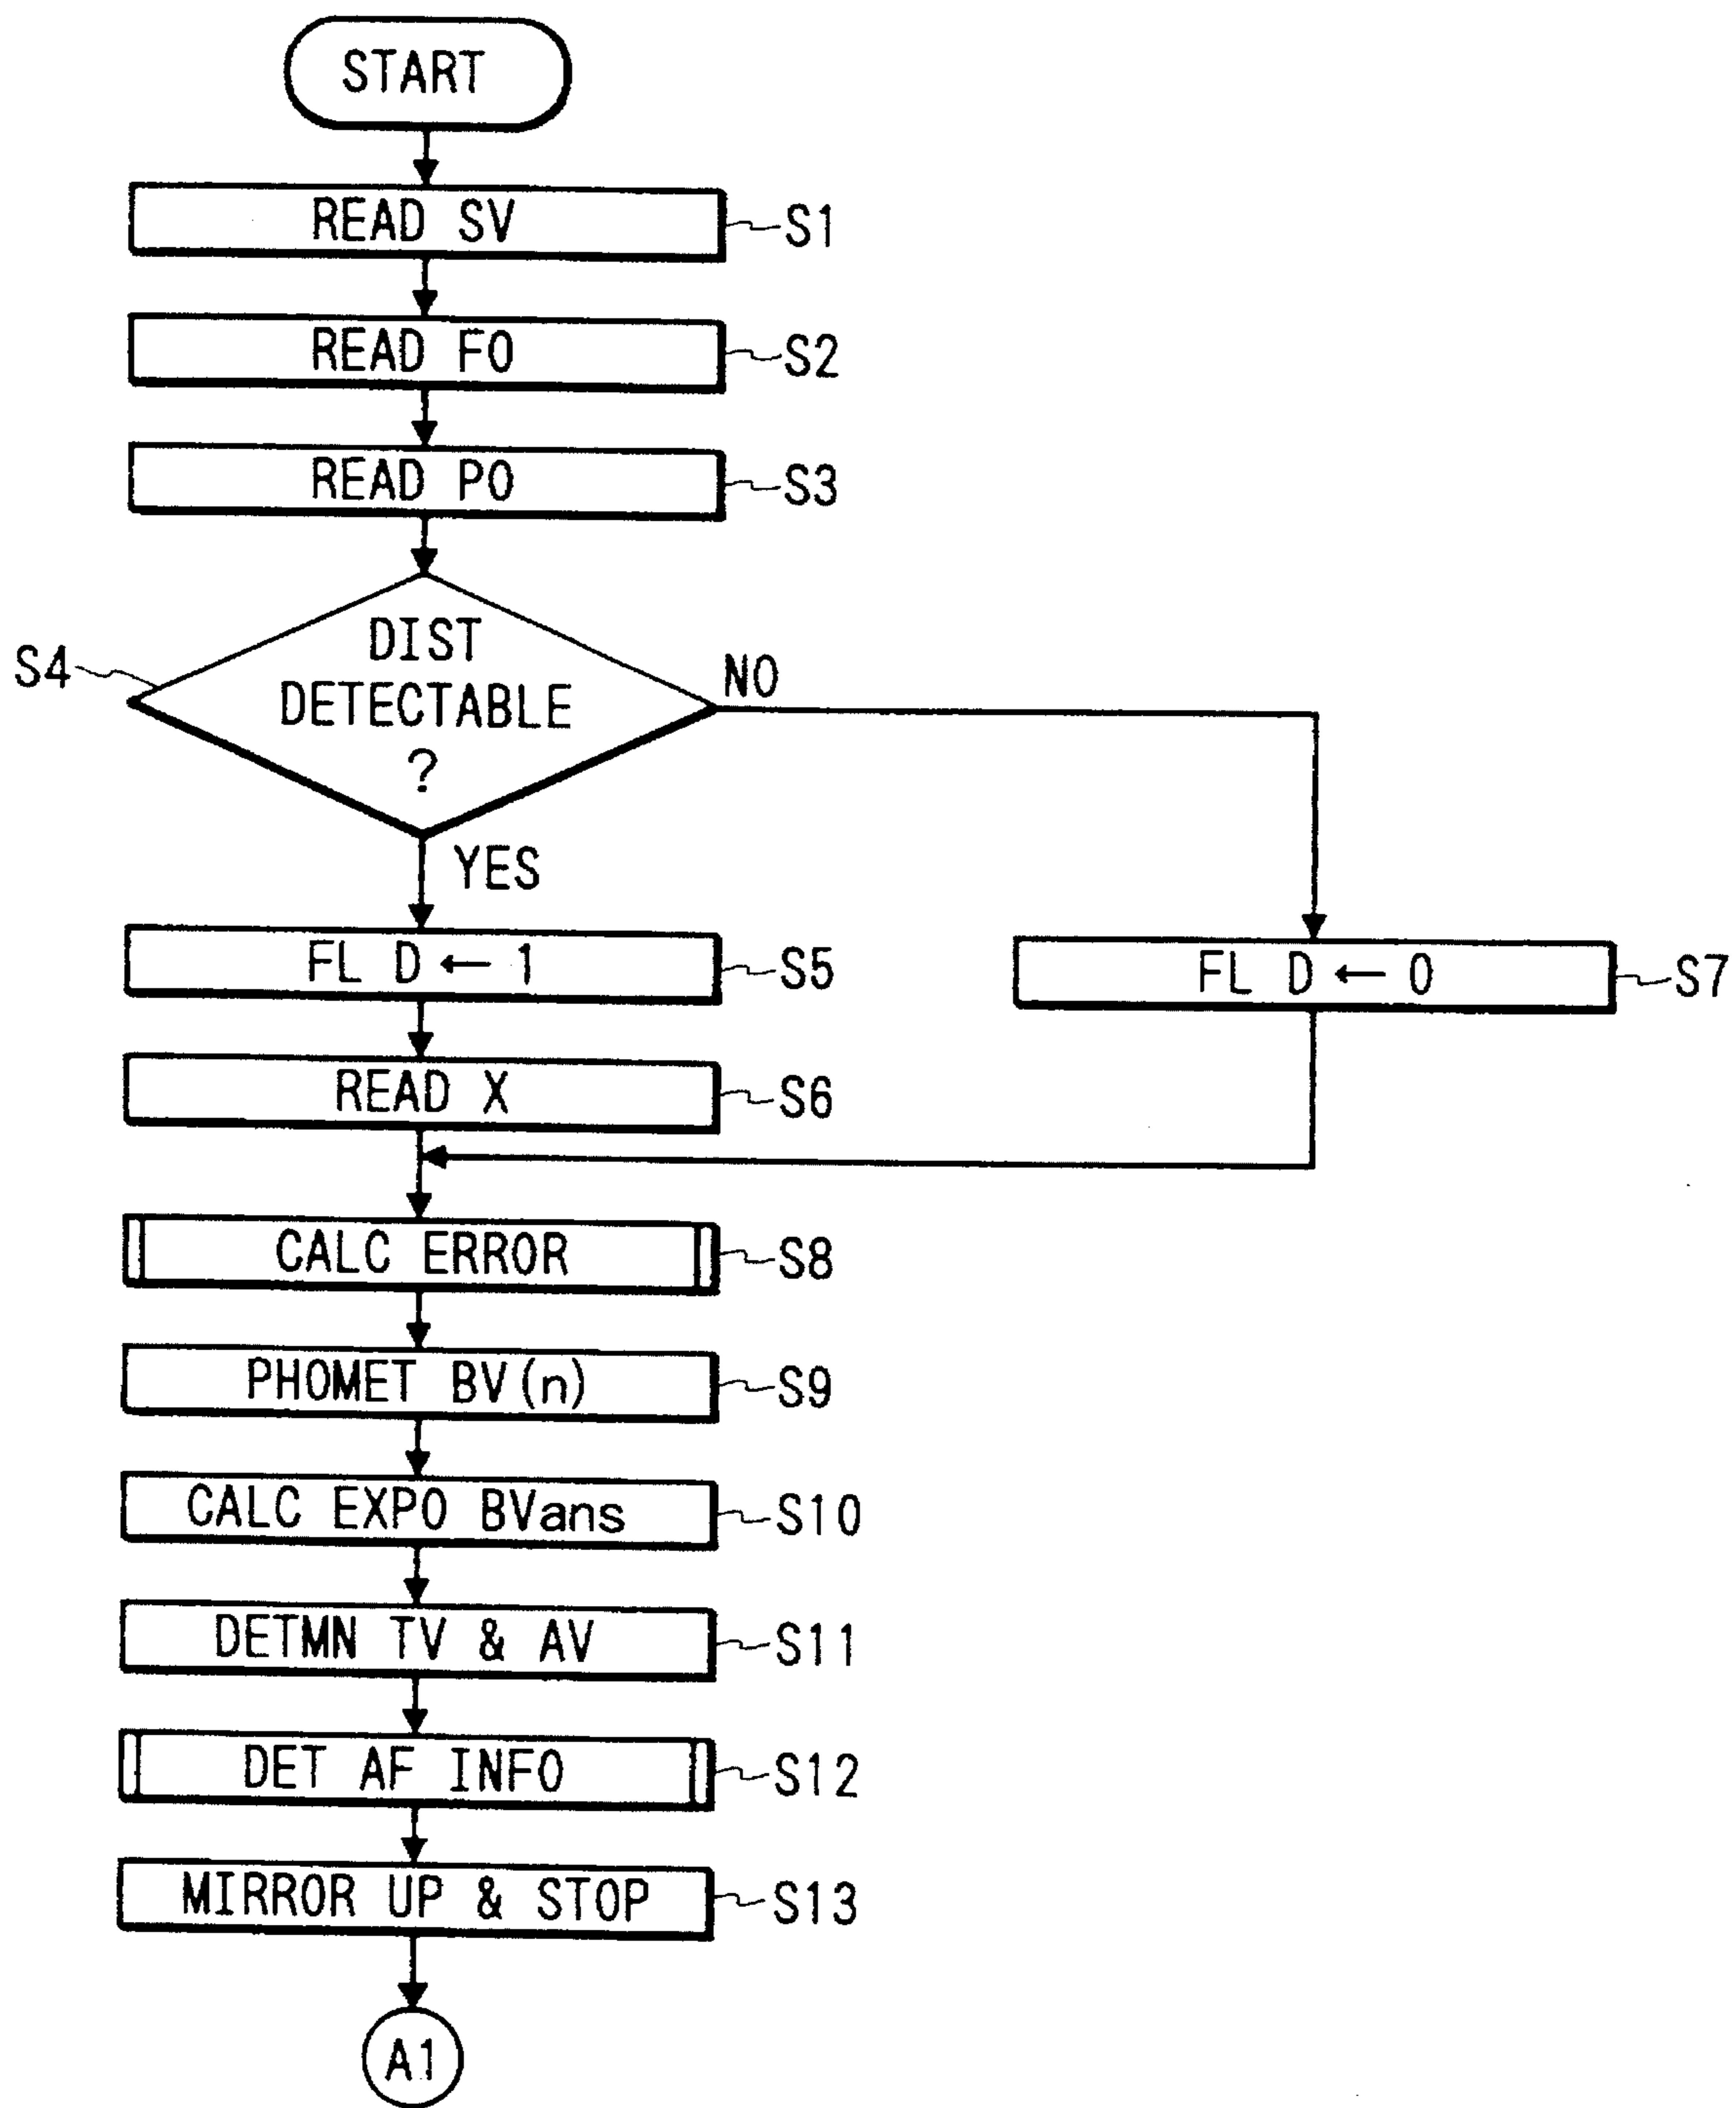 START
READ SV
S1
READ F0
S2
READ P0
S3
S4
DIST
DETECTABLE
?
NO
YES
FL D ← 1
S5
FL D ← 0
S7
READ X
S6
CALC ERROR
S8
PHOMET BV(n)
S9
CALC EXPO BVans
S10
DETMN TV & AV
S11
DET AF INFO
S12
MIRROR UP & STOP
S13
A1